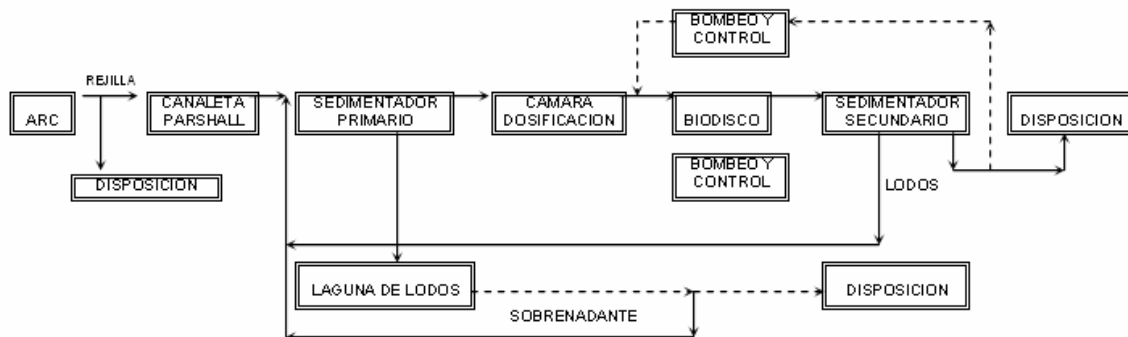 BOMBEO Y
CONTROL
REJILLA
ARC
CANALETA
PARSHALL
SEDIMENTADOR
PRIMARIO
CAMARA
DOSIFICACION
BIODISCO
SEDIMENTADOR
SECUNDARIO
DISPOSICION
DISPOSICION
BOMBEO Y
CONTROL
LODOS
LAGUNA DE LODOS
DISPOSICION
SOBRENADANTE